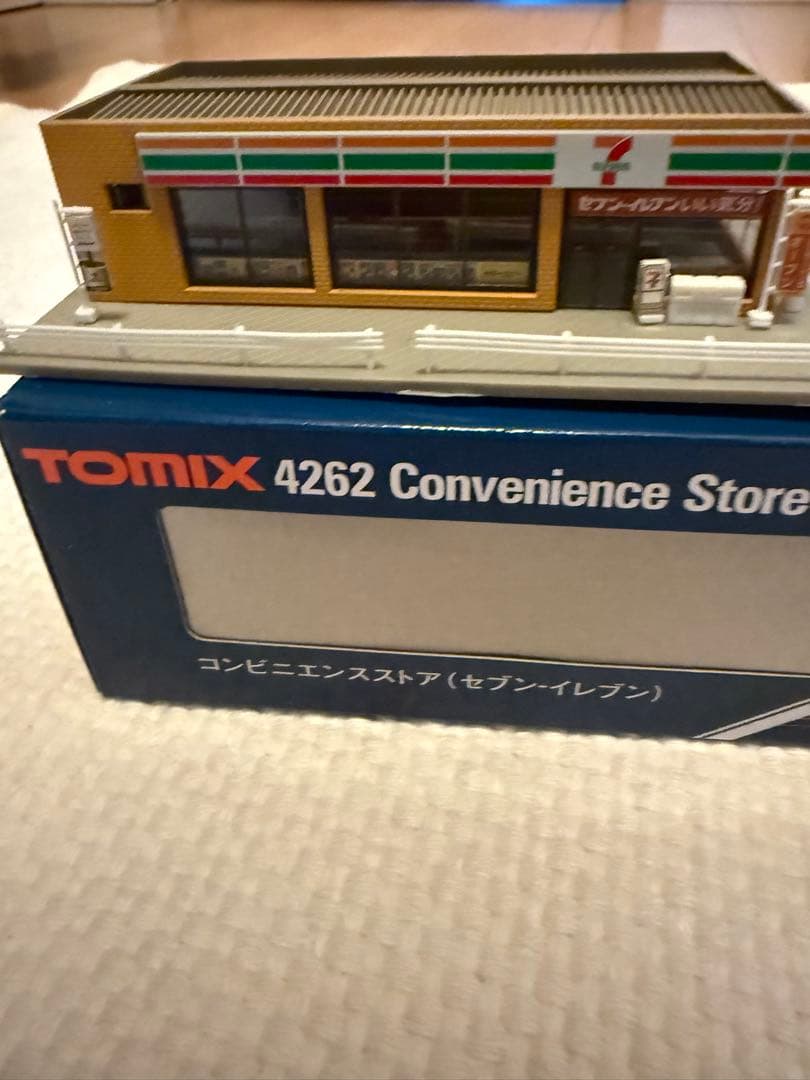 セブン-イレブンいい気分!
7
TOMIX 4262 Convenience Store
コンビニエンスストア(セブン-イレブン)